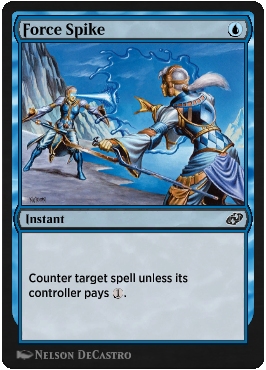 Force Spike
Instant
Counter target spell unless its
controller pays 1.
Nelson DeCastro